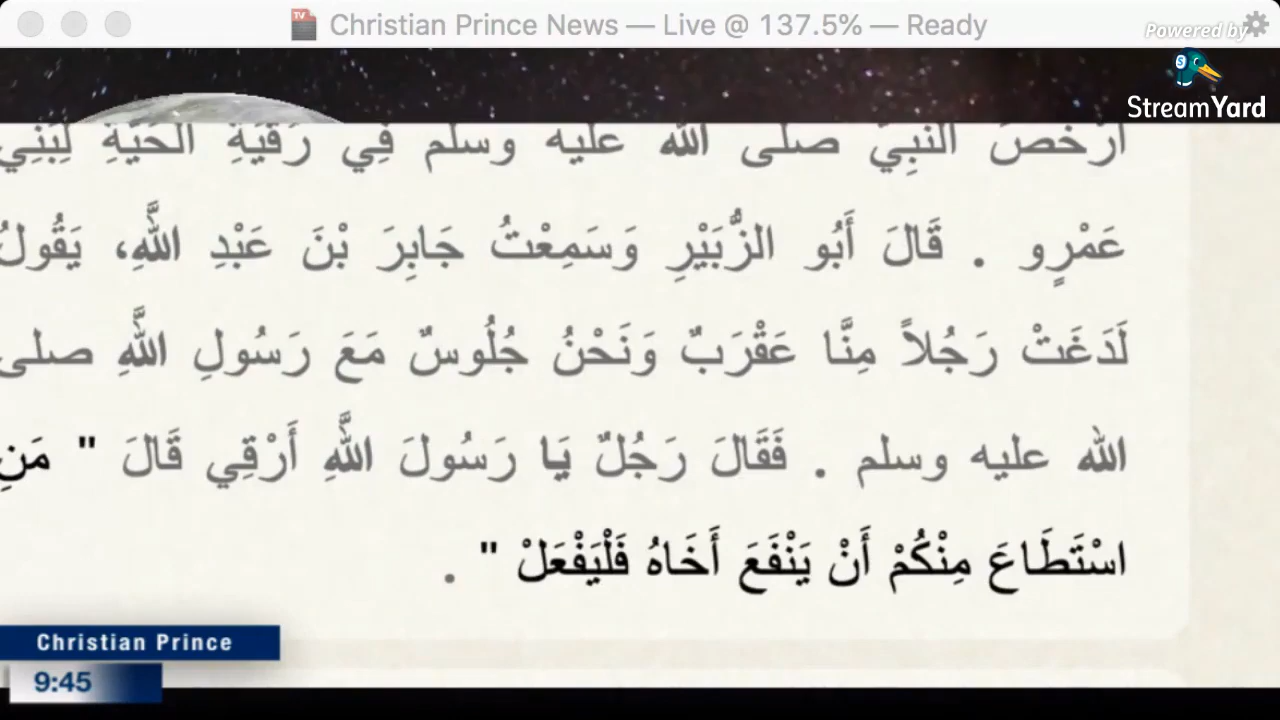 Christian Prince News — Live @ 137.5% — Ready
Powered by
StreamYard
أَرْخَصَ النَّبِيُّ صلى الله عليه وسلم فِي رُقْيَةِ الْحَيَّةِ لِبَنِي
عَمْرٍو . قَالَ أَبُو الزُّبَيْرِ وَسَمِعْتُ جَابِرَ بْنَ عَبْدِ اللَّهِ، يَقُولُ
لَدَغَتْ رَجُلاً مِنَّا عَقْرَبٌ وَنَحْنُ جُلُوسٌ مَعَ رَسُولِ اللَّهِ صلى
الله عليه وسلم . فَقَالَ رَجُلٌ يَا رَسُولَ اللَّهِ أَرْقِي قَالَ " مَنِ
اسْتَطَاعَ مِنْكُمْ أَنْ يَنْفَعَ أَخَاهُ فَلْيَفْعَلْ " .
Christian Prince
9:45